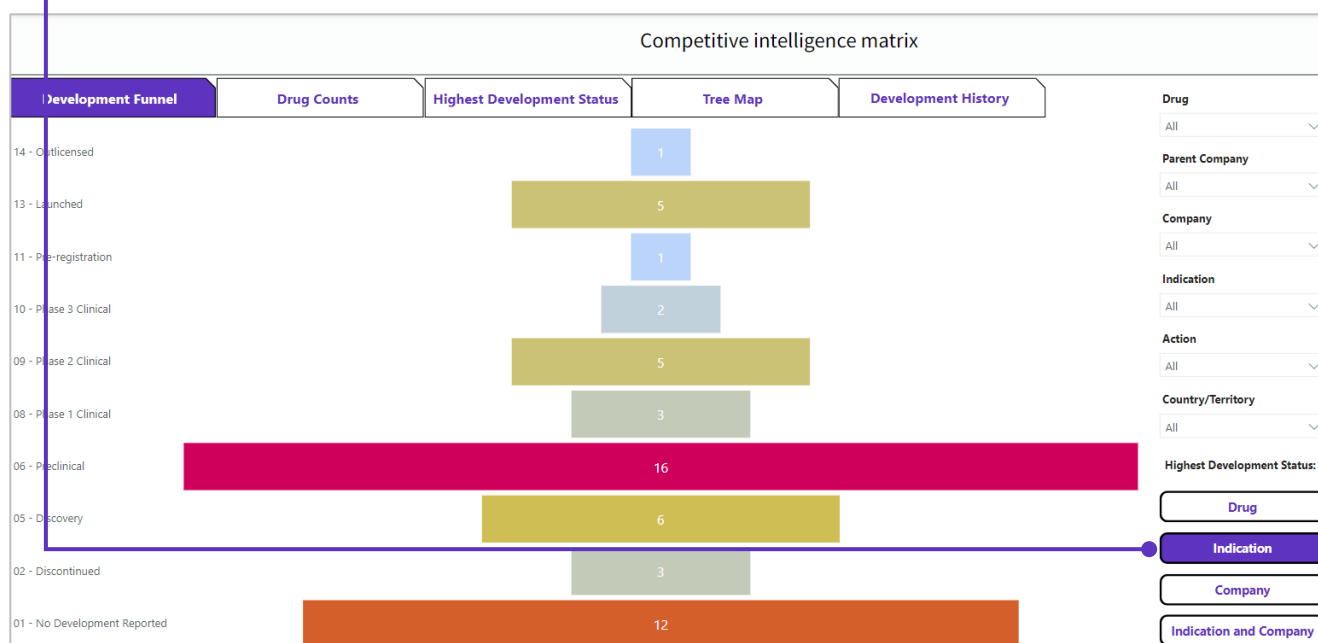 Competitive intelligence matrix
Development Funnel
Drug Counts
Highest Development Status
Tree Map
Development History
14 - Outlicensed
1
13 - Launched
5
11 - Pre-registration
1
10 - Phase 3 Clinical
2
09 - Phase 2 Clinical
5
08 - Phase 1 Clinical
3
06 - Preclinical
16
05 - Discovery
6
02 - Discontinued
3
01 - No Development Reported
12
Drug
All
Parent Company
All
Company
All
Indication
All
Action
All
Country/Territory
All
Highest Development Status:
Drug
Indication
Company
Indication and Company